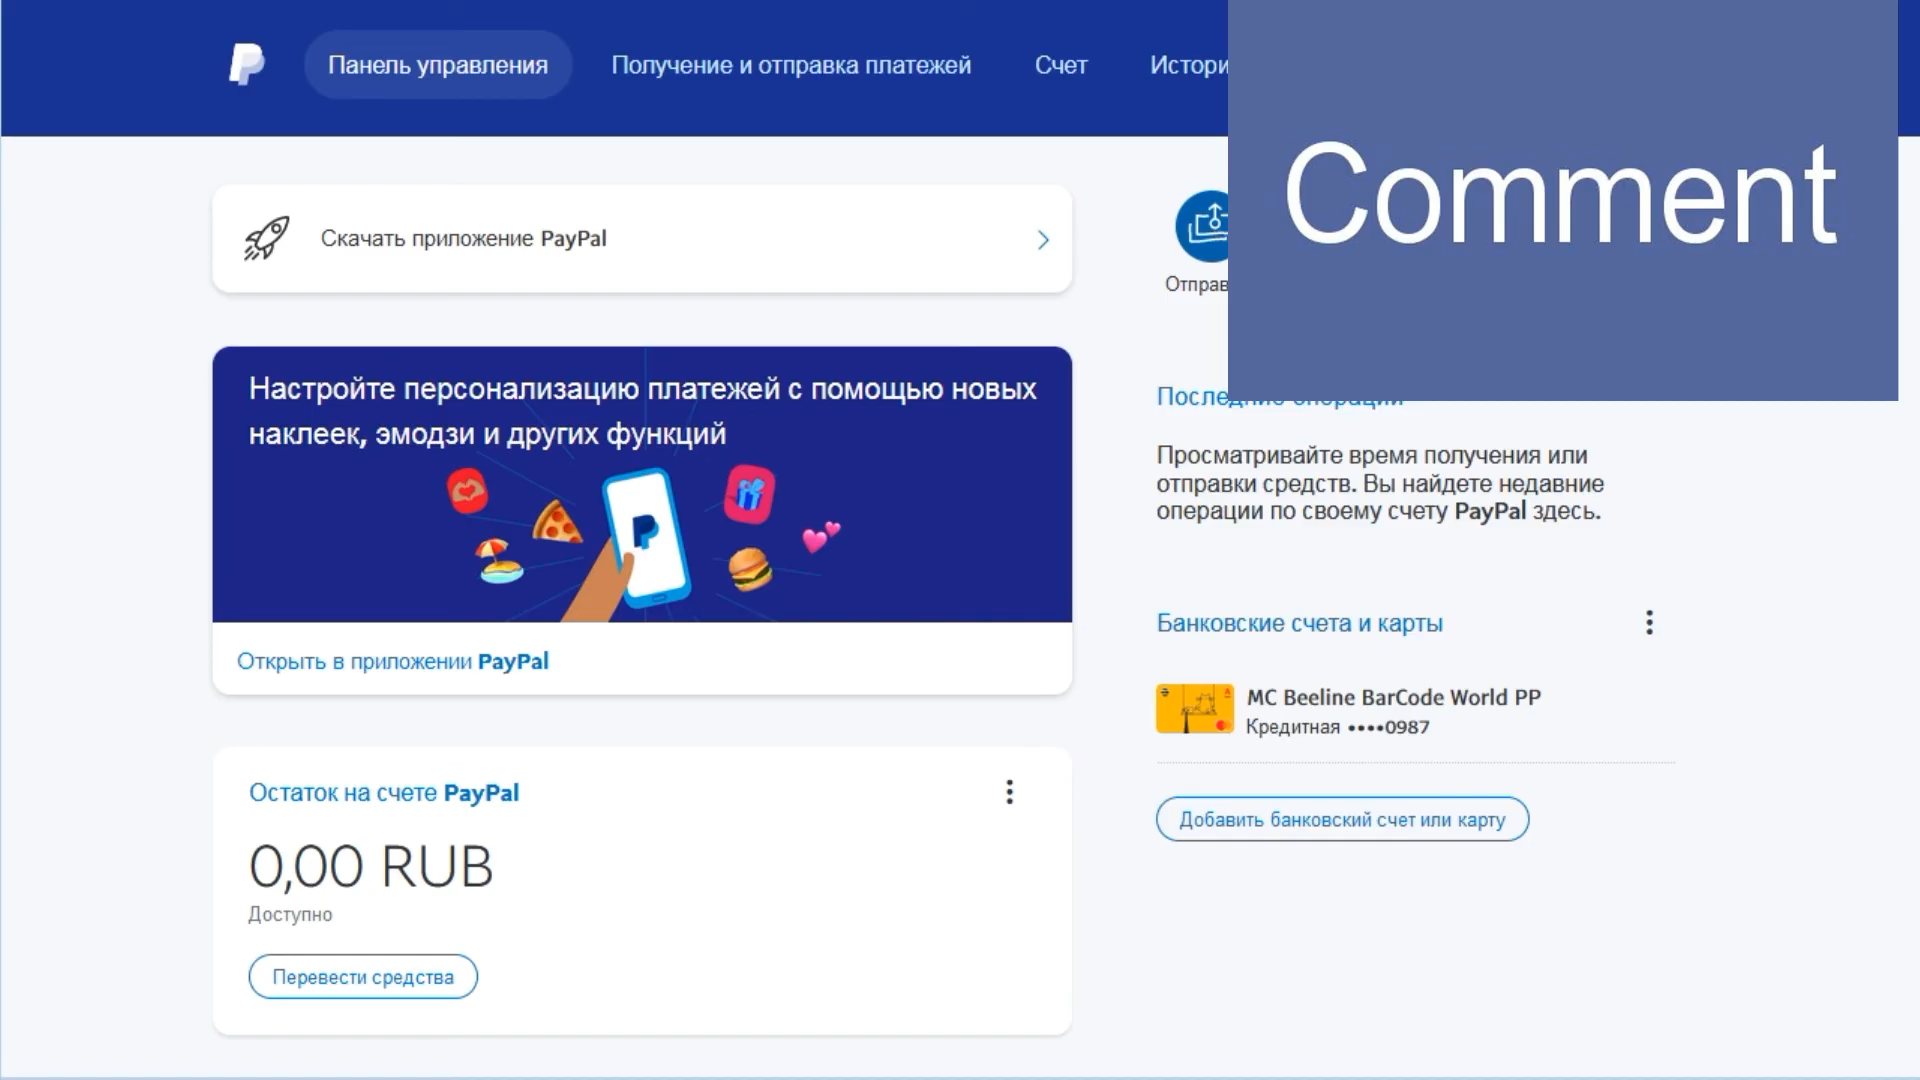 Панель управления
Получение и отправка платежей
Счет
Comment
Скачать приложение PayPal
Настройте персонализацию платежей с помощью новых
наклеек, эмодзи и других функций
Открыть в приложении PayPal
Остаток на счете PayPal
0,00 RUB
Доступно
Перевести средства
Просматривайте время получения или
отправки средств. Вы найдете недавние
операции по своему счету PayPal здесь.
Банковские счета и карты
MC Beeline BarCode World PP
Кредитная ••••0987
Добавить банковский счет или карту